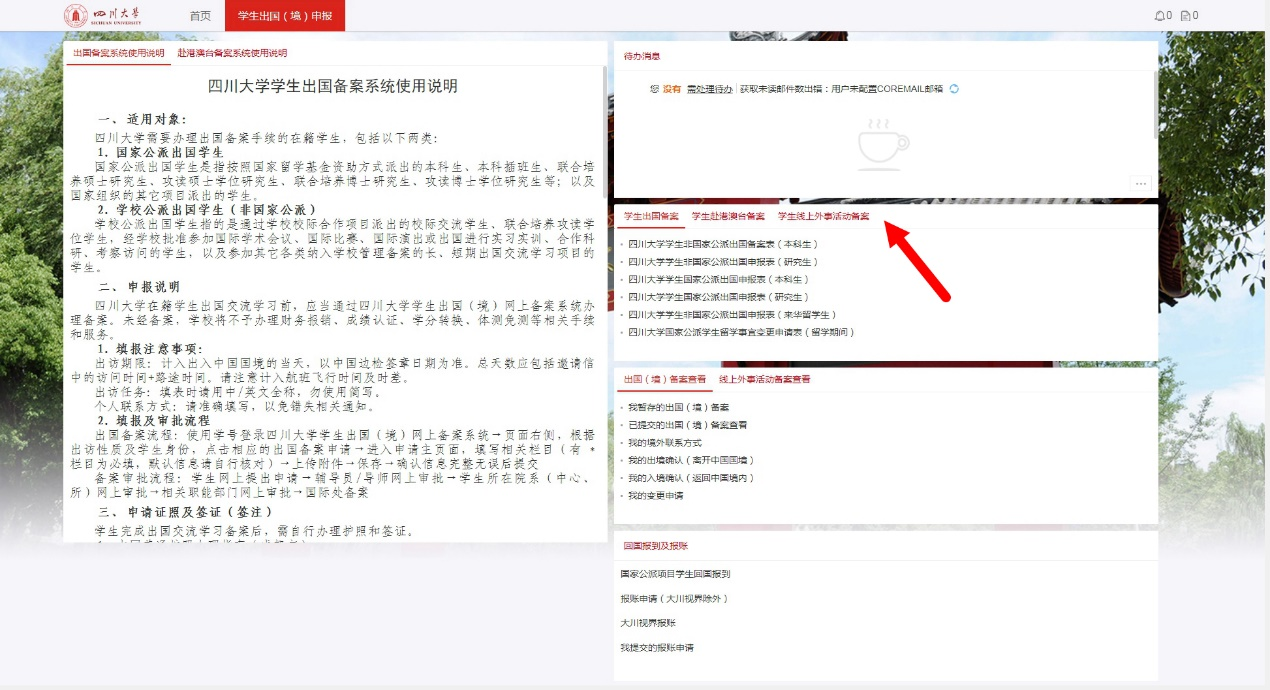 四川大学
SICHUAN UNIVERSITY
首页
学生出国（境）申报
0
0
出国备案系统使用说明
赴港澳台备案系统使用说明
四川大学学生出国备案系统使用说明
一、 适用对象：
四川大学需要办理出国备案手续的在籍学生，包括以下两类：
1. 国家公派出国学生
国家公派出国学生是指按照国家留学基金资助方式派出的本科生、本科插班生、联合培
养硕士研究生、攻读硕士学位研究生、联合培养博士研究生、攻读博士学位研究生等；以及
国家组织的其它项目派出的学生。
2. 学校公派出国学生（非国家公派）
学校公派出国学生指的是通过学校校际合作项目派出的校际交流学生、联合培养攻读学
位学生，经学校批准参加国际学术会议、国际比赛、国际演出或出国进行实习实训、合作科
研、考察访问的学生，以及参加其它各类纳入学校管理备案的长、短期出国交流学习项目的
学生。
二、 申报说明
四川大学在籍学生出国交流学习前，应当通过四川大学学生出国（境）网上备案系统办
理备案。未经备案，学校将不予办理财务报销、成绩认证、学分转换、体测免测等相关手续
和服务。
1. 填报注意事项：
出访期限：计入出入中国国境的当天，以中国边检签章日期为准。总天数应包括邀请信
中的访问时间+路途时间。请注意计入航班飞行时间及时差。
出访任务：填表时请用中/英文全称，勿使用简写。
个人联系方式：请准确填写，以免错失相关通知。
2. 填报及审批流程
出国备案流程：使用学号登录四川大学学生出国（境）网上备案系统→页面右侧，根据
出访性质及学生身份，点击相应的出国备案申请→进入申请主页面，填写相关栏目（有 *
栏目为必填，默认信息请自行核对）→上传附件→保存→确认信息完整无误后提交
备案审批流程：学生网上提出申请→辅导员/导师网上审批→学生所在院系（中心、
所）网上审批→相关职能部门网上审批→国际处备案
三、 申请证照及签证（签注）
学生完成出国交流学习备案后，需自行办理护照和签证。
待办消息
您 没有 需处理待办 获取未读邮件数出错：用户未配置COREMAIL邮箱
...
学生出国备案
学生赴港澳台备案
学生线上外事活动备案
· 四川大学学生非国家公派出国备案表（本科生）
· 四川大学学生非国家公派出国申报表（研究生）
· 四川大学学生国家公派出国申报表（本科生）
· 四川大学学生国家公派出国申报表（研究生）
· 四川大学学生非国家公派出国申报表（来华留学生）
· 四川大学国家公派学生留学事宜变更申请表（留学期间）
出国（境）备案查看
线上外事活动备案查看
· 我暂存的出国（境）备案
· 已提交的出国（境）备案查看
· 我的境外联系方式
· 我的出境确认（离开中国国境）
· 我的入境确认（返回中国境内）
· 我的变更申请
回国报到及报账
国家公派项目学生回国报到
报账申请（大川视界除外）
大川视界报账
我提交的报账申请